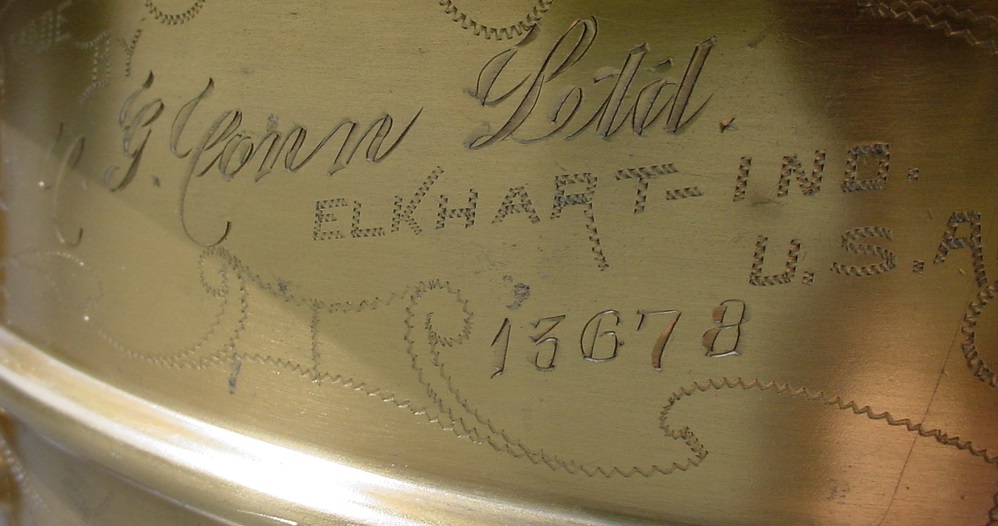 C. G. Conn Ltd.
ELKHART-IND.
U.S.A
13678